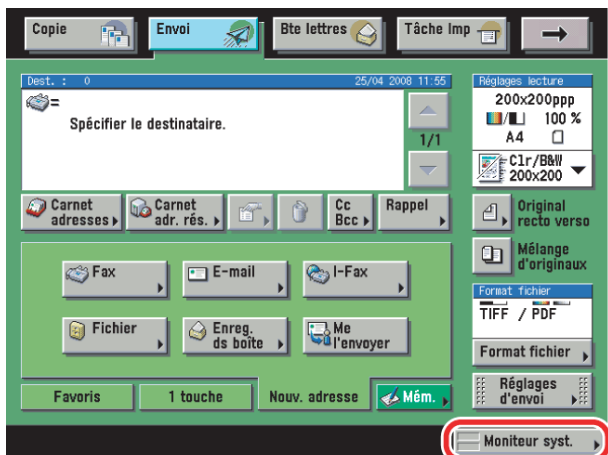 Copie
Envoi
Bte lettres
Tâche Imp
Dest. : 0
25/04 2008 11:55
=
Spécifier le destinataire.
1/1
Carnet
adresses
Carnet
adr. rés.
Cc
Bcc
Rappel
Fax
E-mail
I-Fax
Fichier
Enreg.
ds boîte
Me
l'envoyer
Favoris
1 touche
Nouv. adresse
Mém.
Réglages lecture
200x200ppp
100 %
A4
Clr/B&W
200x200
Original
recto verso
Mélange
d'originaux
Format fichier
TIFF / PDF
Format fichier
Réglages
d'envoi
Moniteur syst.